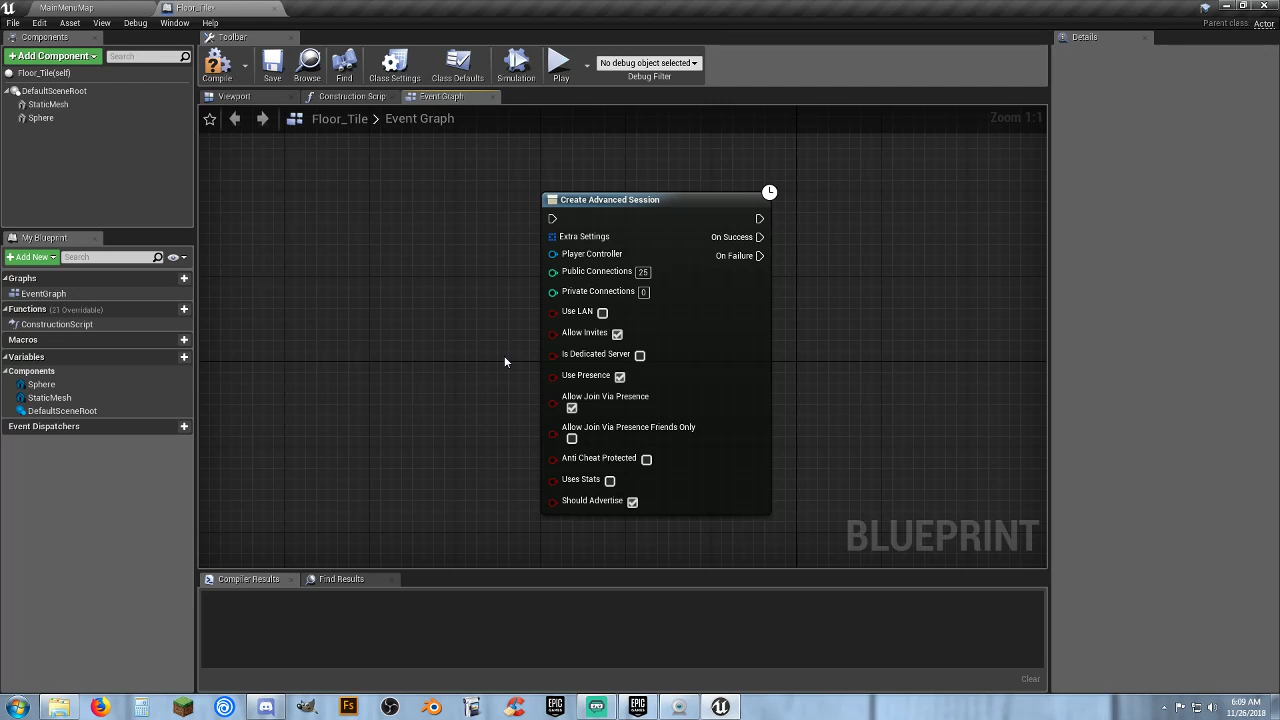 MainMenuMap
Floor_Tile*
File Edit Asset View Debug Window Help
Parent class: Actor
Components
Toolbar
Details
+Add Component
Search
Floor_Tile(self)
DefaultSceneRoot
StaticMesh
Sphere
Compile
Save
Browse
Find
Class Settings
Class Defaults
Simulation
Play
No debug object selected
Debug Filter
Viewport
Construction Scrip
Event Graph
Floor_Tile > Event Graph
Zoom 1:1
Create Advanced Session
Extra Settings
On Success
Player Controller
On Failure
Public Connections 25
Private Connections 0
Use LAN
Allow Invites
Is Dedicated Server
Use Presence
Allow Join Via Presence
Allow Join Via Presence Friends Only
Anti Cheat Protected
Uses Stats
Should Advertise
BLUEPRINT
My Blueprint
+Add New
Search
Graphs
EventGraph
Functions (21 Overridable)
ConstructionScript
Macros
Variables
Components
Sphere
StaticMesh
DefaultSceneRoot
Event Dispatchers
Compiler Results
Find Results
Clear
Fs
EPIC GAMES
EPIC GAMES
6:09 AM
11/26/2018